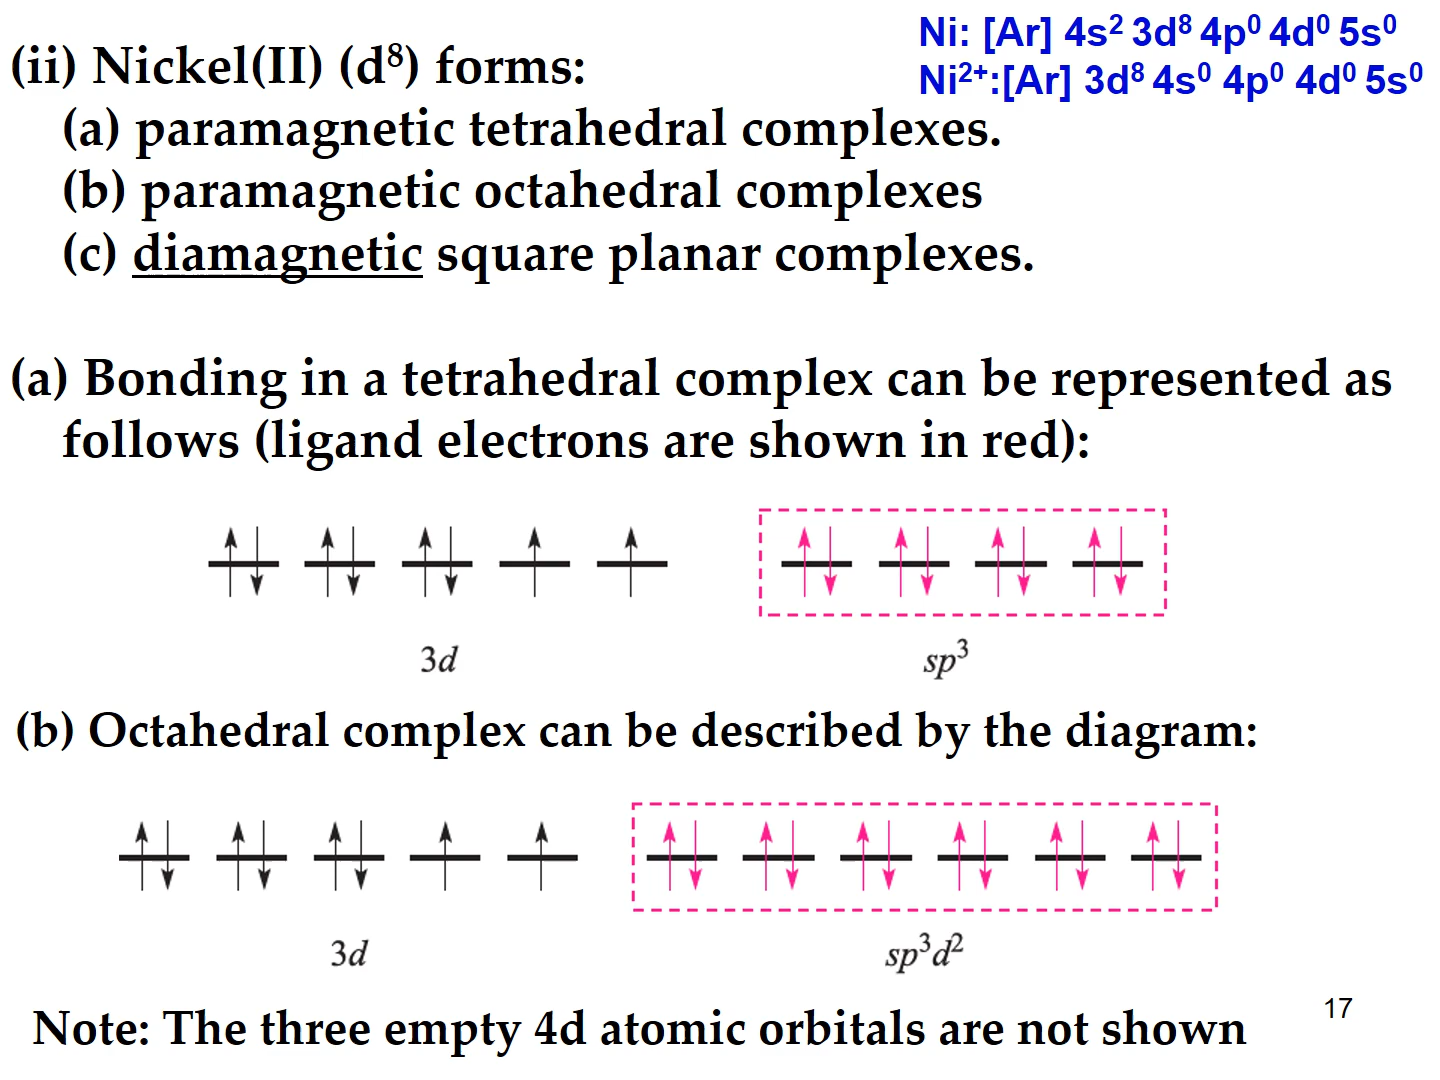 Ni: [Ar] 4s² 3d⁸ 4p⁰ 4d⁰ 5s⁰
(ii) Nickel(II) (d⁸) forms:
Ni²⁺:[Ar] 3d⁸ 4s⁰ 4p⁰ 4d⁰ 5s⁰
(a) paramagnetic tetrahedral complexes.
(b) paramagnetic octahedral complexes
(c) diamagnetic square planar complexes.
(a) Bonding in a tetrahedral complex can be represented as
follows (ligand electrons are shown in red):
3d sp³
(b) Octahedral complex can be described by the diagram:
3d sp³d²
Note: The three empty 4d atomic orbitals are not shown
17